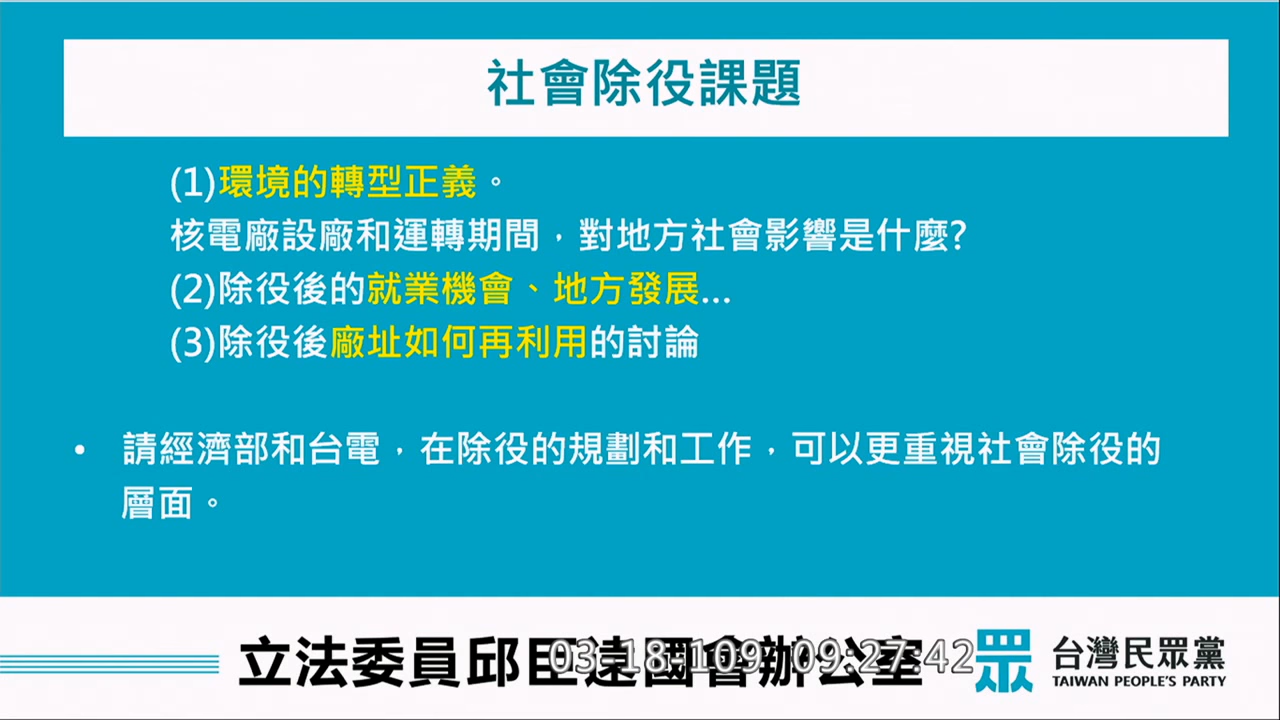 社會除役課題
(1)環境的轉型正義。
核電廠設廠和運轉期間，對地方社會影響是什麼?
(2)除役後的就業機會、地方發展...
(3)除役後廠址如何再利用的討論
• 請經濟部和台電，在除役的規劃和工作，可以更重視社會除役的
層面。
立法委員邱臣遠國會辦公室
03-18-109 09:27:42
眾 台灣民眾黨
TAIWAN PEOPLE'S PARTY